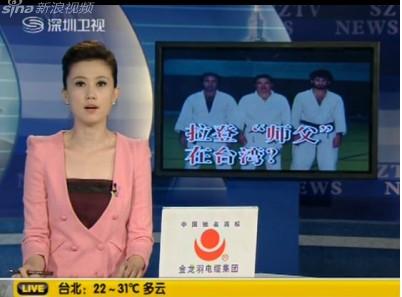 sina 新浪视频
深圳卫视
SZTV
NEWS
拉登“师父”
在台湾？
SZTV
NEWS
中国驰名商标
金龙羽电缆集团
LIVE 台北：22～31℃ 多云